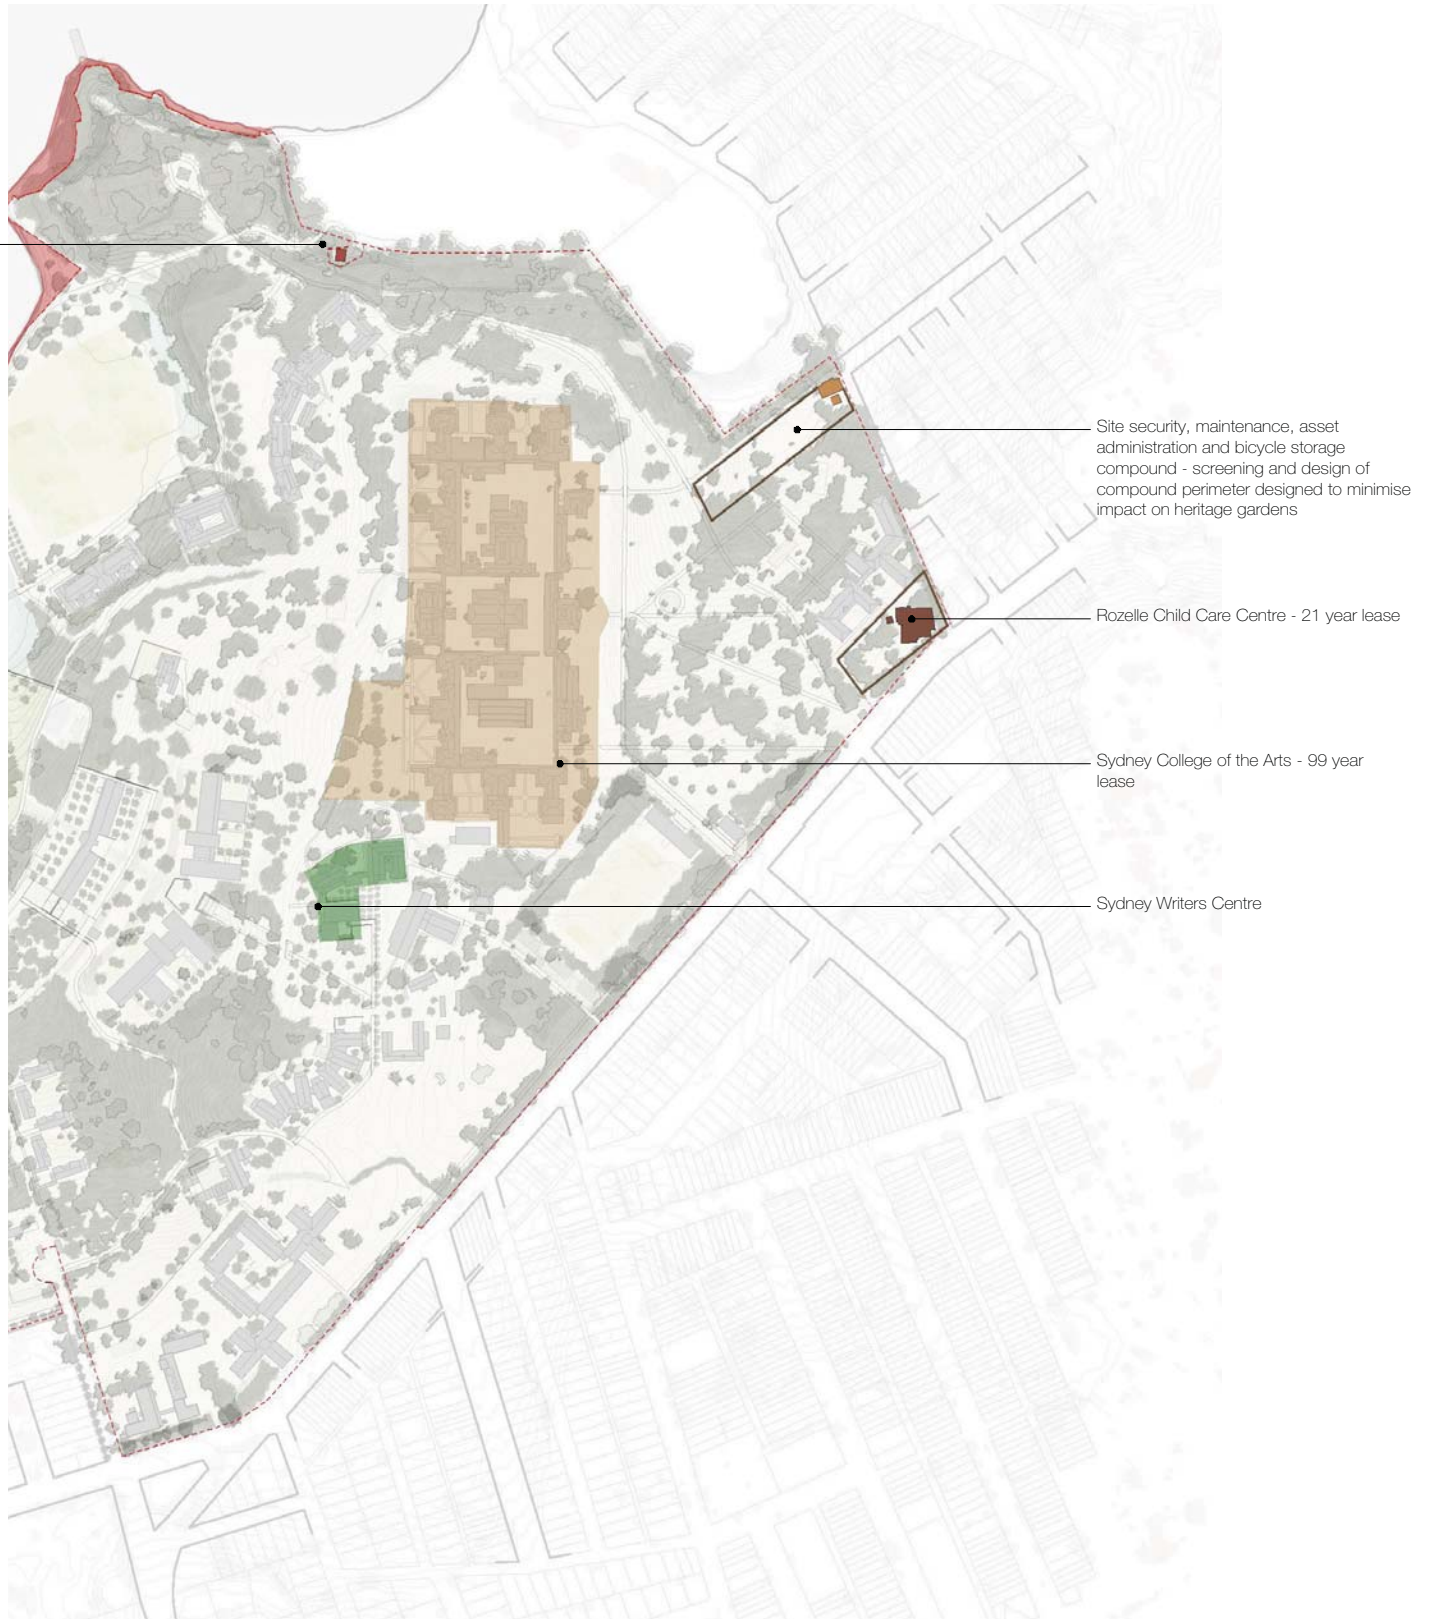 Site security, maintenance, asset
administration and bicycle storage
compound - screening and design of
compound perimeter designed to minimise
impact on heritage gardens
Rozelle Child Care Centre - 21 year lease
Sydney College of the Arts - 99 year
lease
Sydney Writers Centre